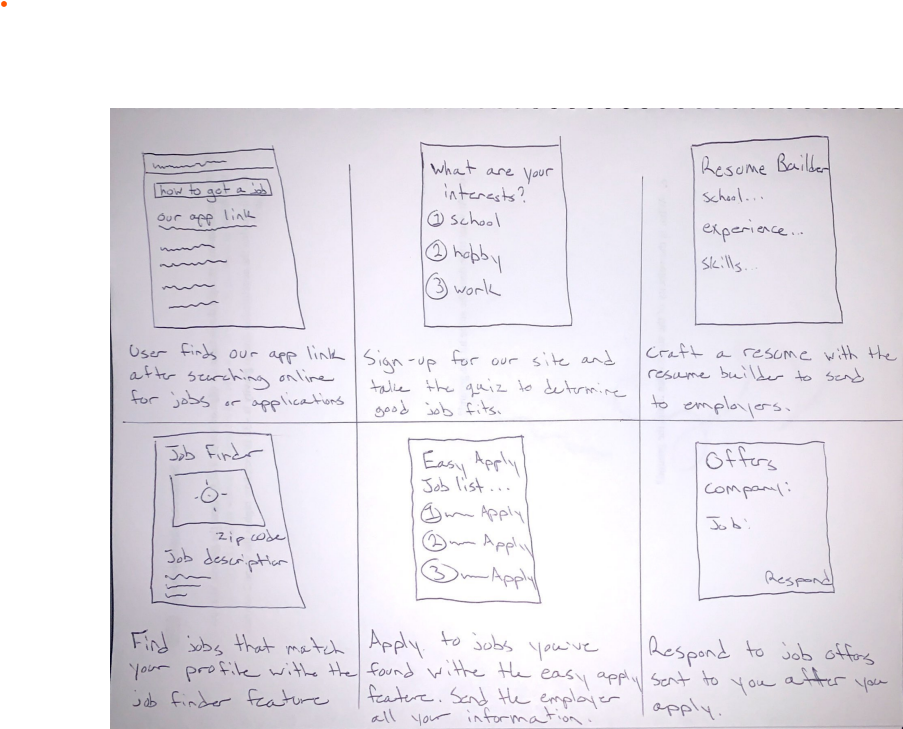 how to get a job
our app link
User finds our app link
after searching online
for jobs or applications
What are your
interests?
1 school
2 hobby
3 work
Sign-up for our site and
take the quiz to determine
good job fits.
Resume Builder
school...
experience...
skills...
Craft a resume with the
resume builder to send
to employers.
Job Finder
zip code
Job description
Find jobs that match
your profile withe the
job finder feature
Easy Apply
Job list...
1 Apply
2 Apply
3 Apply
Apply to jobs you've
found withe the easy apply
feature. Send the employer
all your information.
Offers
Company:
Job:
Respond
Respond to job offers
sent to you after you
apply.